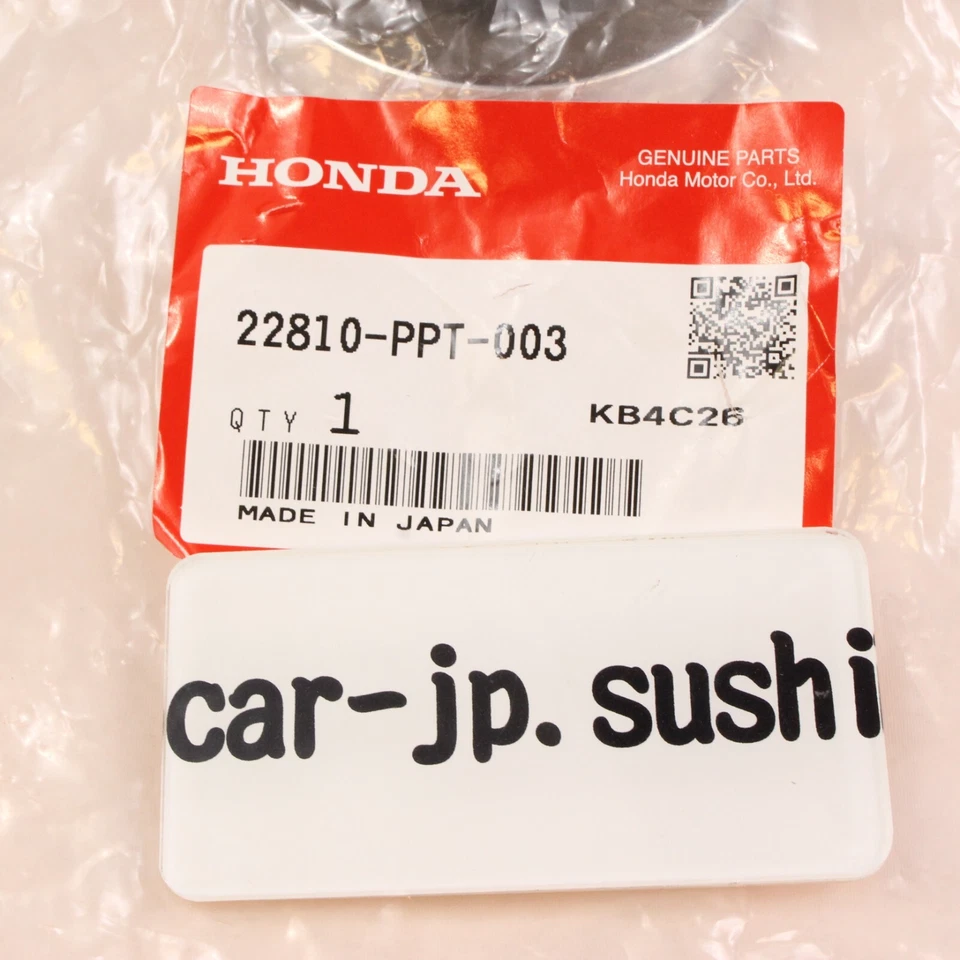 HONDA
GENUINE PARTS
Honda Motor Co., Ltd.
22810-PPT-003
QTY 1
KB4C26
MADE IN JAPAN
car-jp.sushi